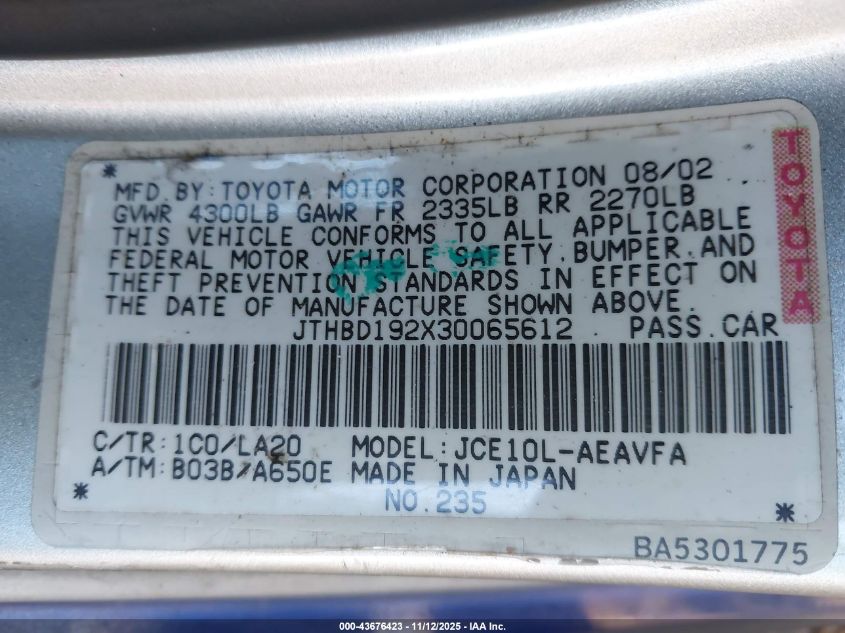 MFD. BY: TOYOTA MOTOR CORPORATION 08/02
GVWR 4300LB GAWR FR 2335LB RR 2270LB
THIS VEHICLE CONFORMS TO ALL APPLICABLE
FEDERAL MOTOR VEHICLE SAFETY, BUMPER, AND
THEFT PREVENTION STANDARDS IN EFFECT ON
THE DATE OF MANUFACTURE SHOWN ABOVE.
JTHBD192X30065612 PASS. CAR
TOYOTA
C/TR: 1C0/LA20 MODEL: JCE10L-AEAVFA
A/TM: B03B/A650E MADE IN JAPAN
NO. 235
BA5301775
000-43676423 - 11/12/2025 - IAA Inc.